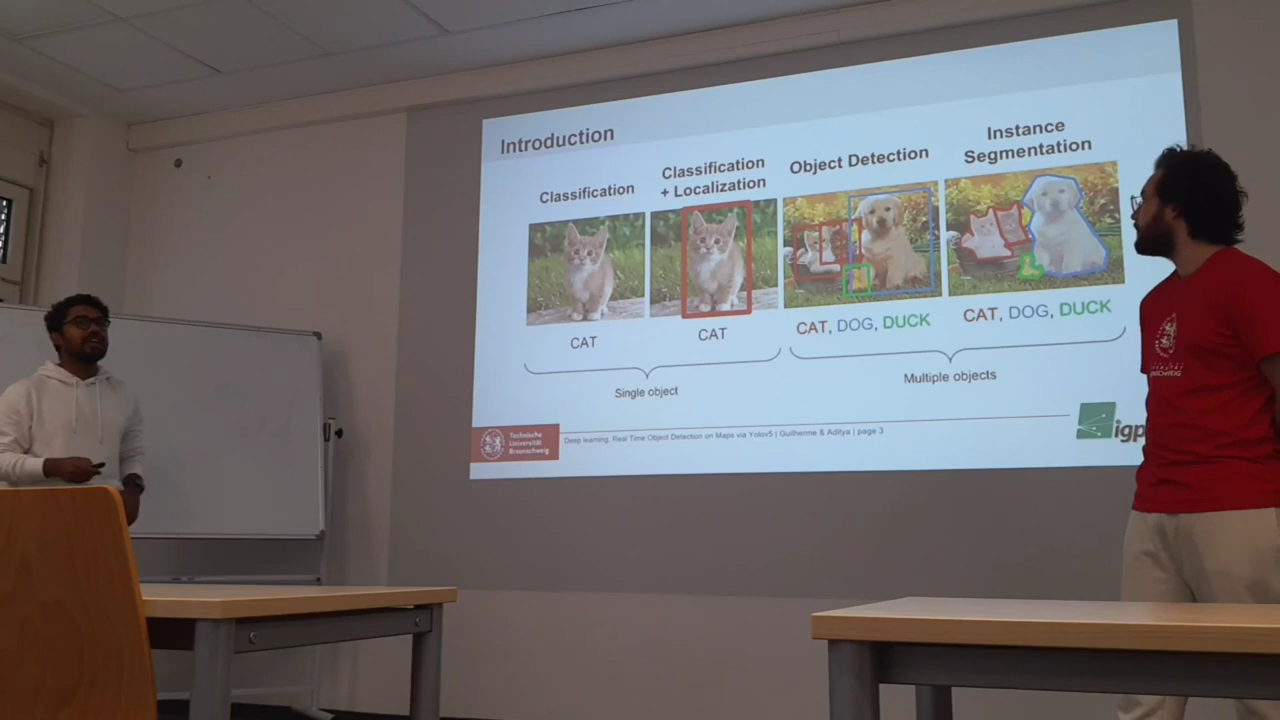 Introduction
Classification
Classification
+ Localization
Object Detection
Instance
Segmentation
CAT
CAT
CAT, DOG, DUCK
CAT, DOG, DUCK
Single object
Multiple objects
Technische
Universität
Braunschweig
Deep learning, Real Time Object Detection on Maps via Yolov5 | Guilherme & Aditya | page 3
igp